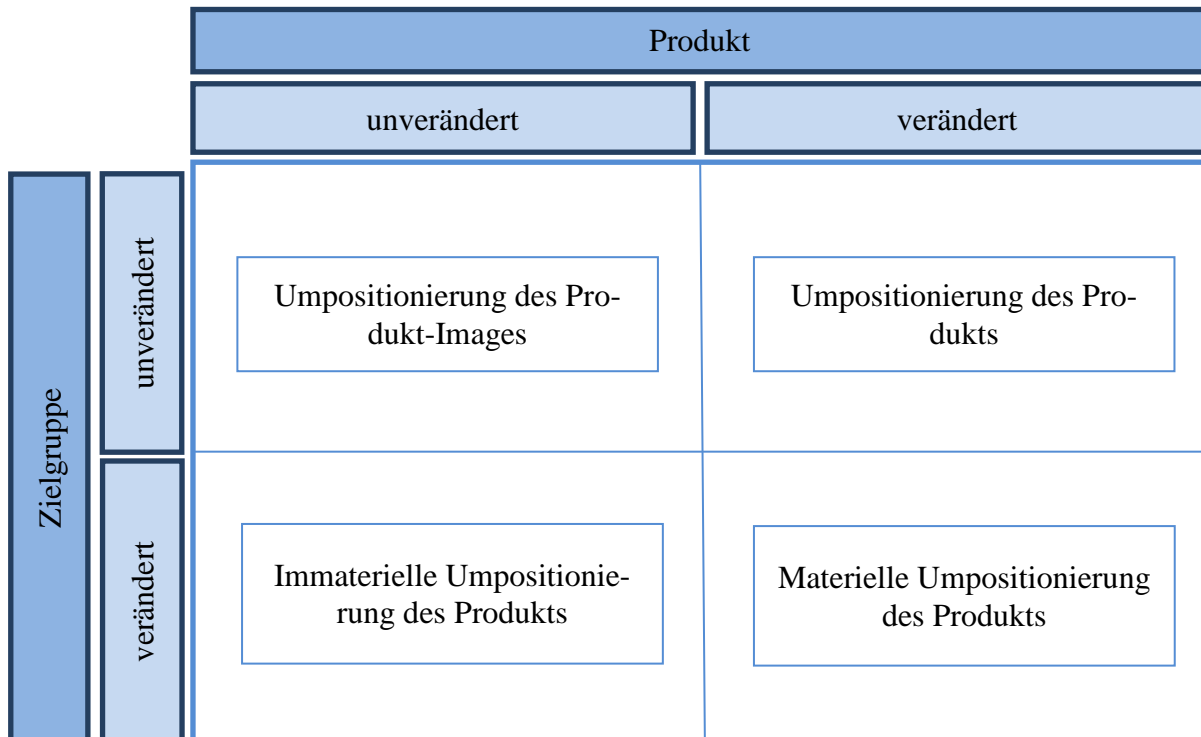 Produkt
unverändert
verändert
Zielgruppe
unverändert
Umpositionierung des Pro-
dukt-Images
Umpositionierung des Pro-
dukts
verändert
Immaterielle Umpositionie-
rung des Produkts
Materielle Umpositionierung
des Produkts